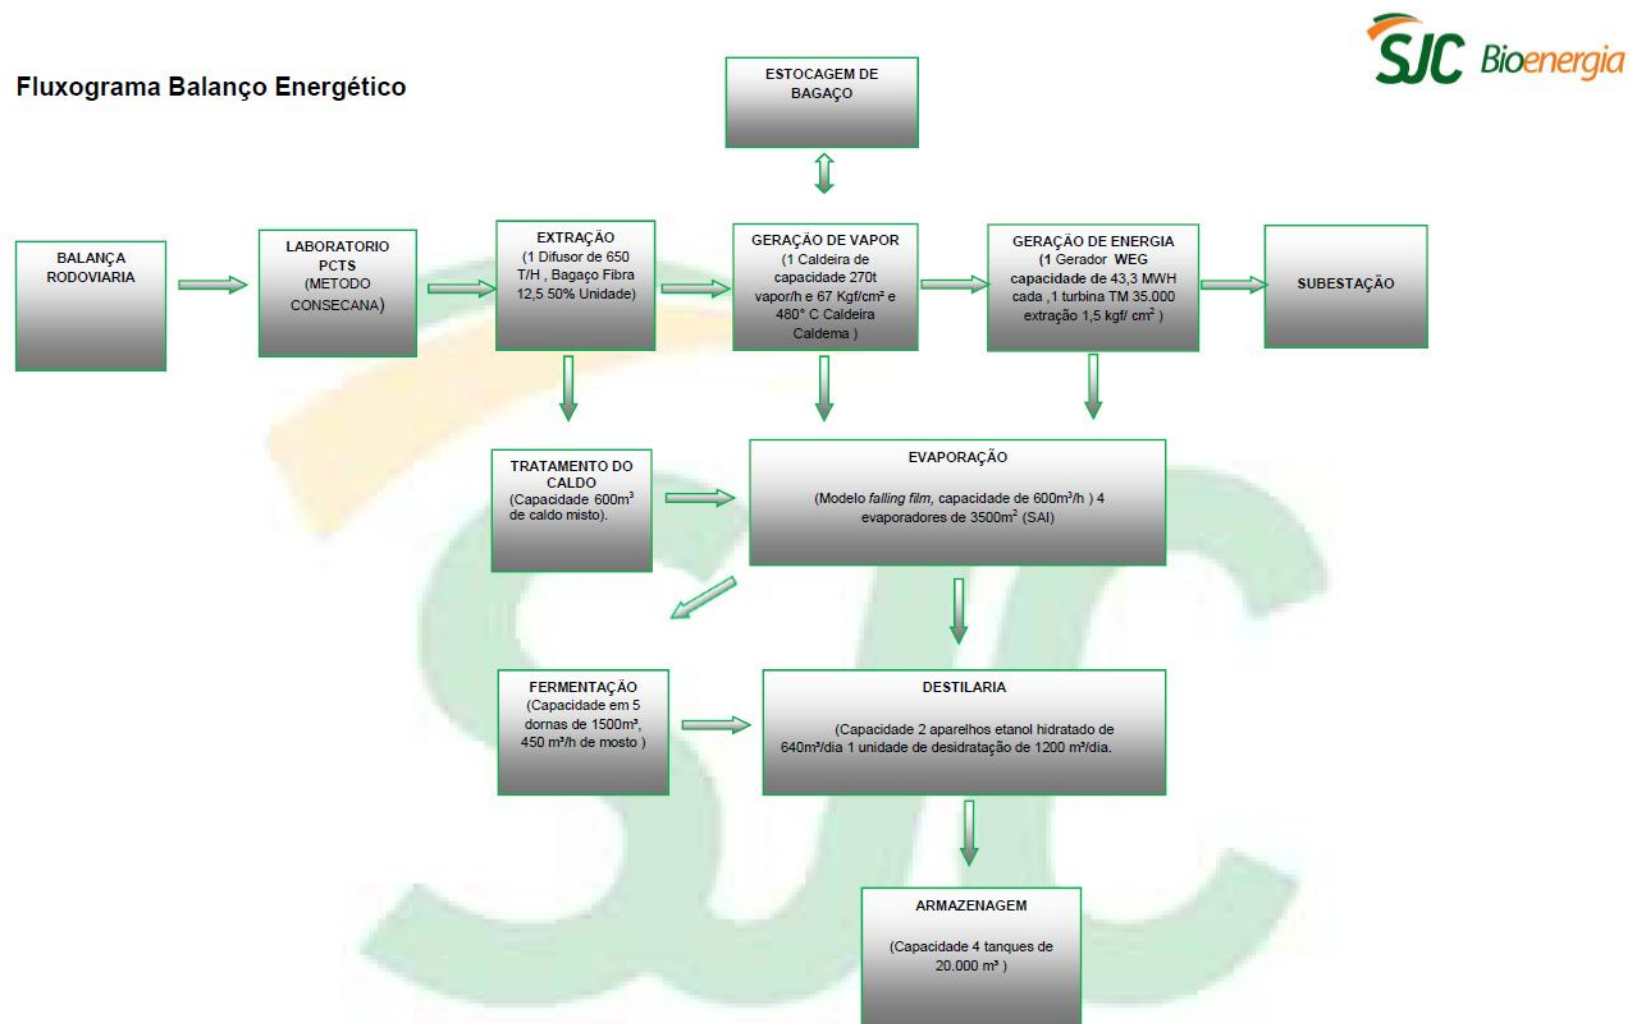 SJC Bioenergia
Fluxograma Balanço Energético
ESTOCAGEM DE
BAGAÇO
BALANÇA
RODOVIARIA
LABORATORIO
PCTS
(METODO
CONSECANA)
EXTRAÇÃO
(1 Difusor de 650
T/H , Bagaço Fibra
12,5 50% Unidade)
GERAÇÃO DE VAPOR
(1 Caldeira de
capacidade 270t
vapor/h e 67 Kgf/cm² e
480° C Caldeira
Caldema )
GERAÇÃO DE ENERGIA
(1 Gerador WEG
capacidade de 43,3 MWH
cada ,1 turbina TM 35.000
extração 1,5 kgf/ cm² )
SUBESTAÇÃO
TRATAMENTO DO
CALDO
(Capacidade 600m³
de caldo misto).
EVAPORAÇÃO
(Modelo falling film, capacidade de 600m³/h ) 4
evaporadores de 3500m² (SAI)
FERMENTAÇÃO
(Capacidade em 5
dornas de 1500m³,
450 m³/h de mosto )
DESTILARIA
(Capacidade 2 aparelhos etanol hidratado de
640m³/dia 1 unidade de desidratação de 1200 m³/dia.
ARMAZENAGEM
(Capacidade 4 tanques de
20.000 m³ )
SJC